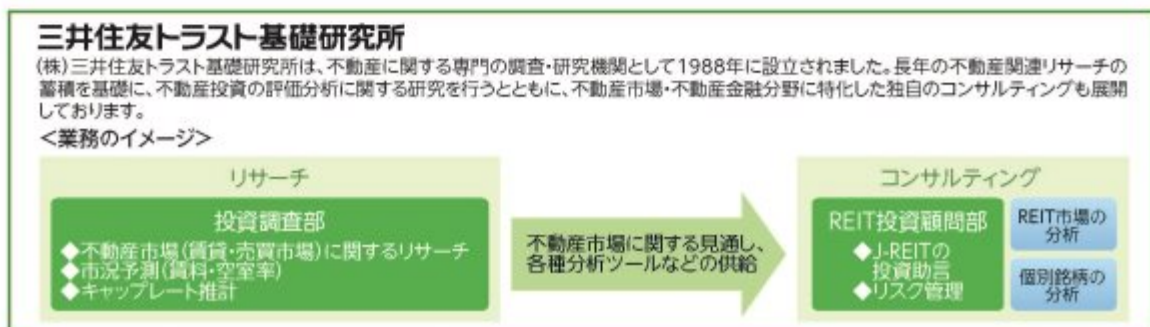 三井住友トラスト基礎研究所
(株)三井住友トラスト基礎研究所は、不動産に関する専門の調査・研究機関として1988年に設立されました。長年の不動産関連リサーチの
蓄積を基礎に、不動産投資の評価分析に関する研究を行うとともに、不動産市場・不動産金融分野に特化した独自のコンサルティングも展開
しております。
<業務のイメージ>
リサーチ
投資調査部
◆不動産市場(賃貸・売買市場)に関するリサーチ
◆市況予測(賃料・空室率)
◆キャップレート推計
不動産市場に関する見通し、
各種分析ツールなどの供給
コンサルティング
REIT投資顧問部
◆J-REITの
投資助言
◆リスク管理
REIT市場の
分析
個別銘柄の
分析